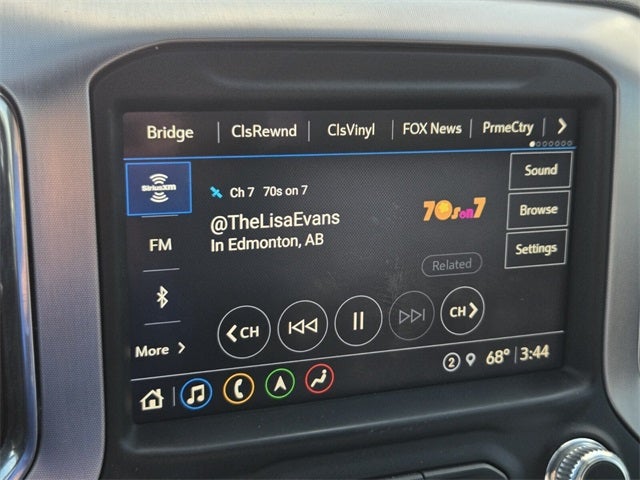 Bridge ClsRewnd ClsVinyl FOX News PrmeCtry
SiriusXM
Ch 7 70s on 7
Sound
@TheLisaEvans
In Edmonton, AB
70s on 7
Browse
FM
Settings
Related
CH CH
More
2 68° 3:44